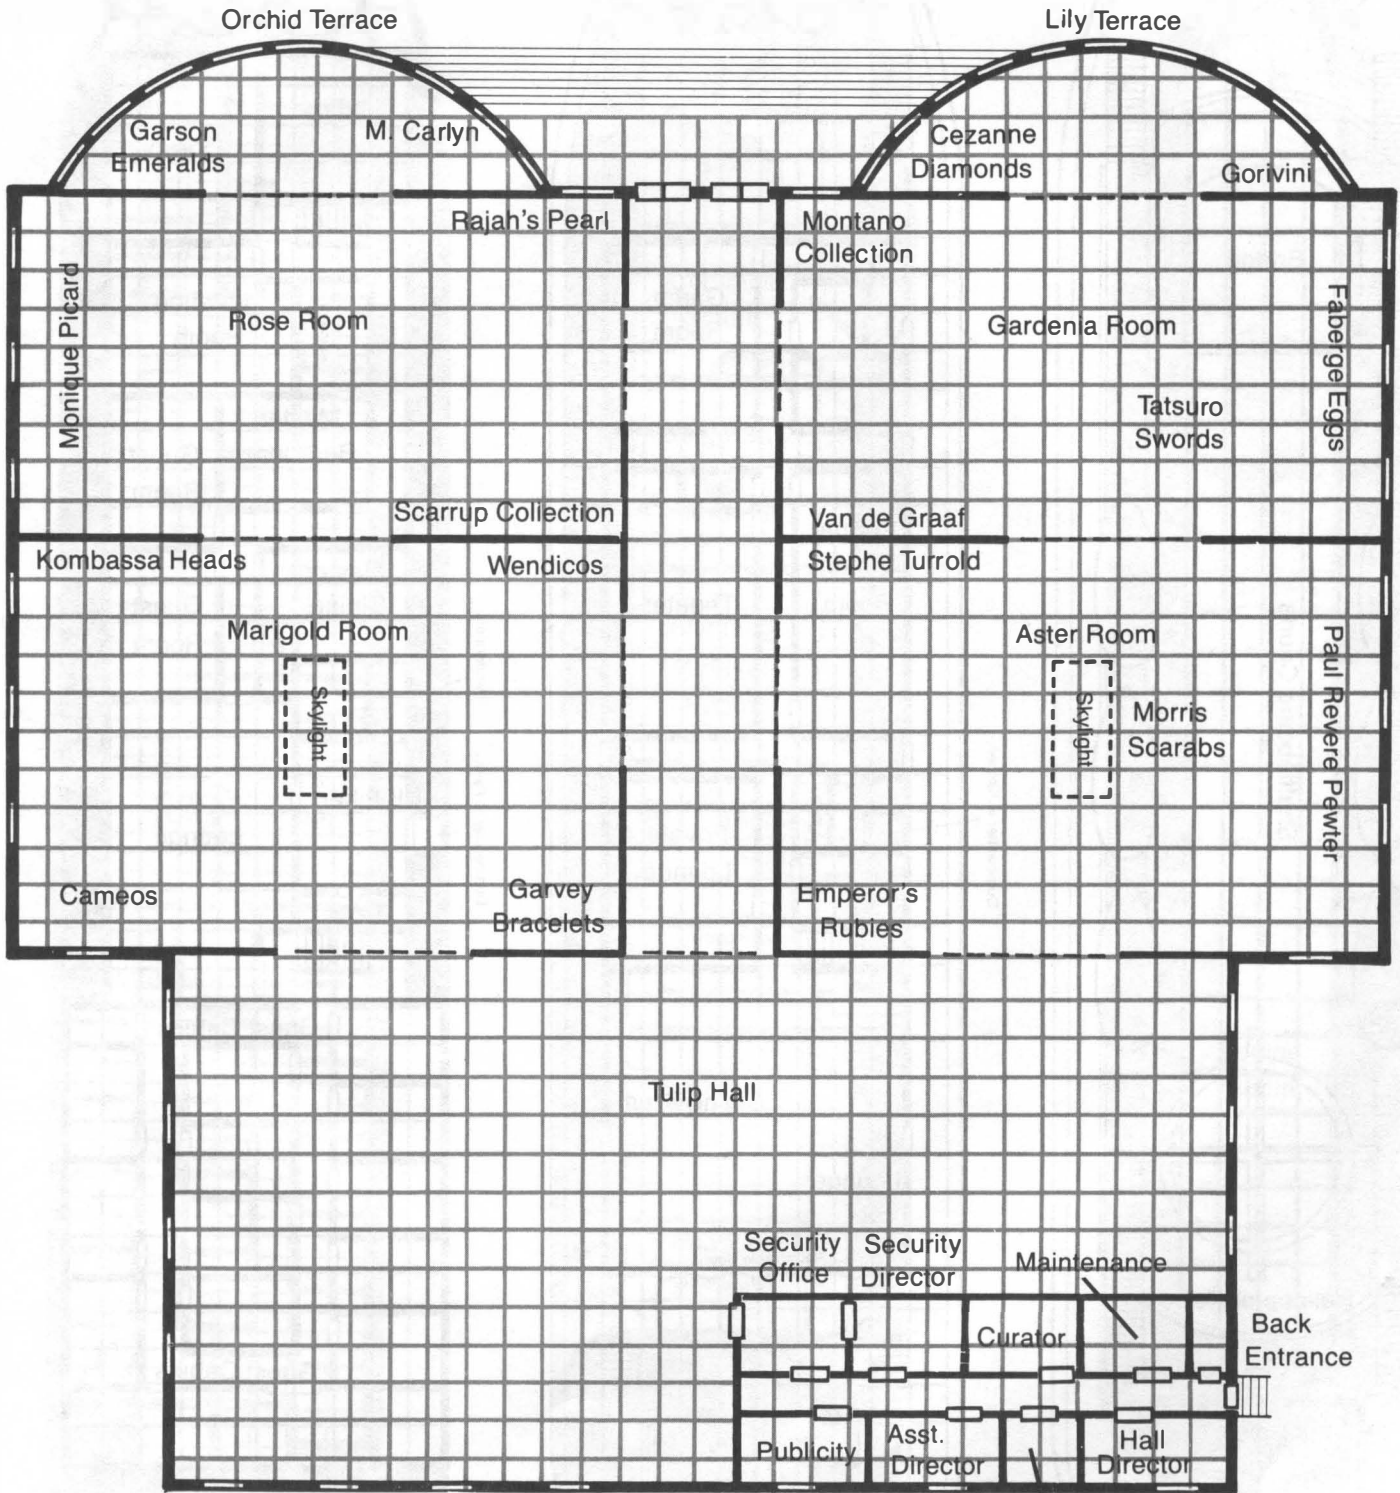 Orchid Terrace
Lily Terrace
Garson
Emeralds
M. Carlyn
Cezanne
Diamonds
Gorivini
Rajah's Pearl
Montano
Collection
Monique Picard
Rose Room
Gardenia Room
Faberge Eggs
Tatsuro
Swords
Scarrup Collection
Van de Graaf
Kombassa Heads
Wendicos
Stephe Turrold
Marigold Room
Aster Room
Skylight
Skylight
Morris
Scarabs
Paul Revere Pewter
Cameos
Garvey
Bracelets
Emperor's
Rubies
Tulip Hall
Security
Office
Security
Director
Maintenance
Curator
Back
Entrance
Publicity
Asst.
Director
Hall
Director